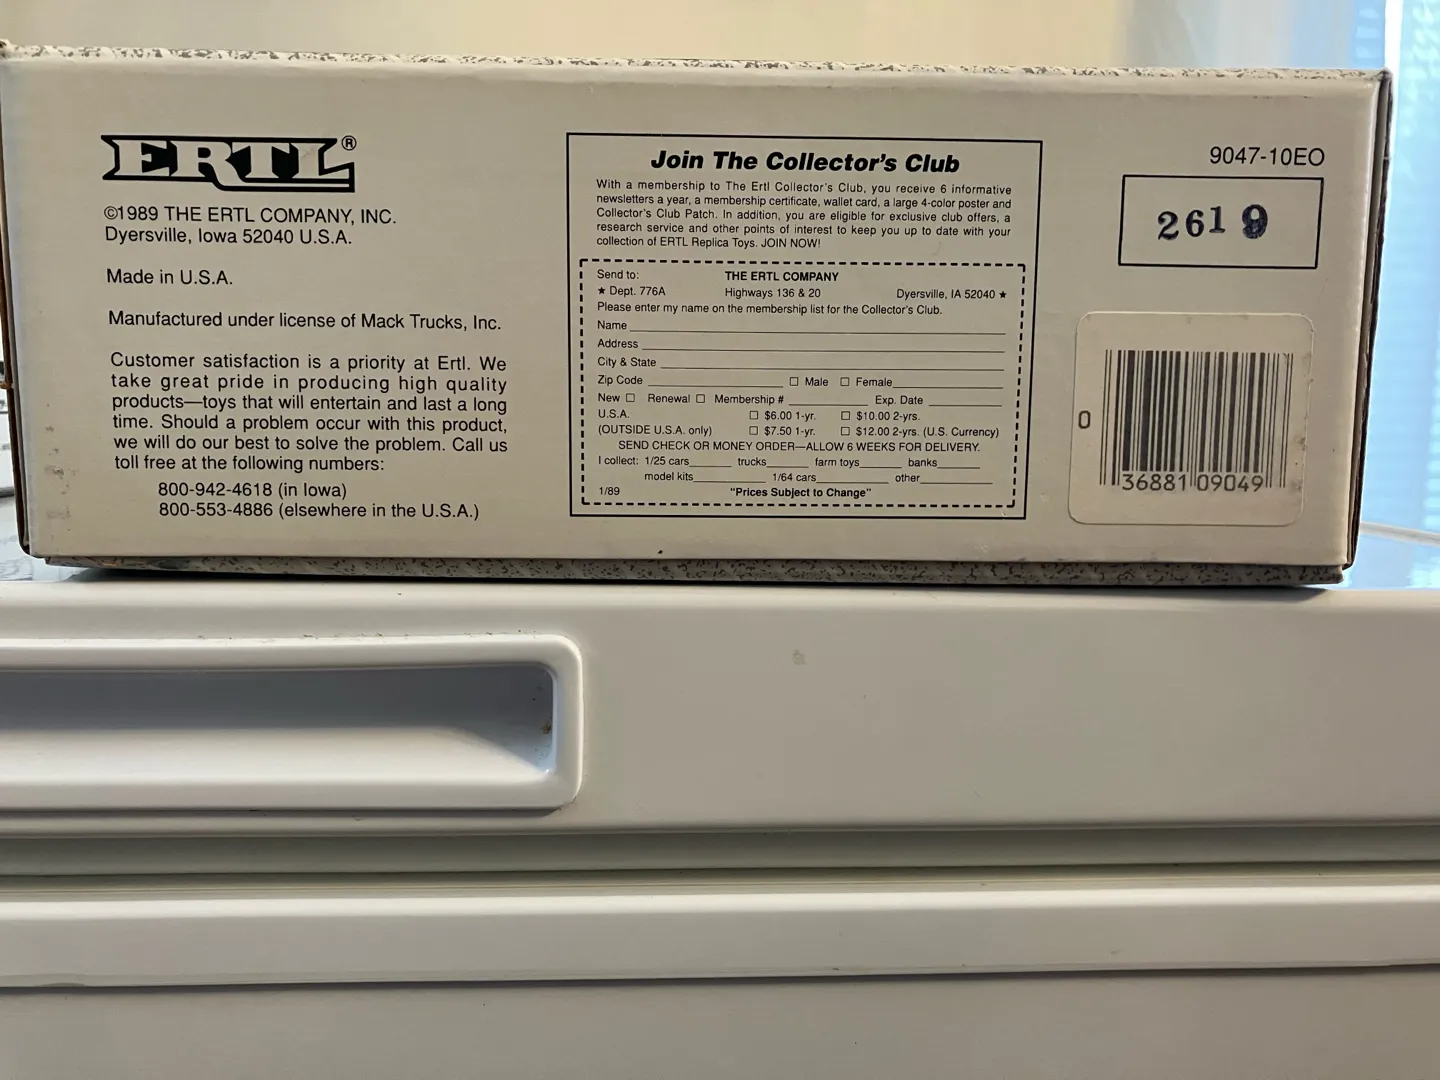 ERTL®
©1989 THE ERTL COMPANY, INC.
Dyersville, Iowa 52040 U.S.A.
Made in U.S.A.
Manufactured under license of Mack Trucks, Inc.
Customer satisfaction is a priority at Ertl. We
take great pride in producing high quality
products—toys that will entertain and last a long
time. Should a problem occur with this product,
we will do our best to solve the problem. Call us
toll free at the following numbers:
800-942-4618 (in Iowa)
800-553-4886 (elsewhere in the U.S.A.)
Join The Collector's Club
With a membership to The Ertl Collector's Club, you receive 6 informative
newsletters a year, a membership certificate, wallet card, a large 4-color poster and
Collector's Club Patch. In addition, you are eligible for exclusive club offers, a
research service and other points of interest to keep you up to date with your
collection of ERTL Replica Toys. JOIN NOW!
Send to: THE ERTL COMPANY
★ Dept. 776A Highways 136 & 20 Dyersville, IA 52040 ★
Please enter my name on the membership list for the Collector's Club.
Name
Address
City & State
Zip Code ☐ Male ☐ Female
New ☐ Renewal ☐ Membership # Exp. Date
U.S.A. ☐ $6.00 1-yr. ☐ $10.00 2-yrs.
(OUTSIDE U.S.A. only) ☐ $7.50 1-yr. ☐ $12.00 2-yrs. (U.S. Currency)
SEND CHECK OR MONEY ORDER—ALLOW 6 WEEKS FOR DELIVERY.
I collect: 1/25 cars trucks farm toys banks
model kits 1/64 cars other
1/89 "Prices Subject to Change"
9047-10EO
2619
0 36881 09049